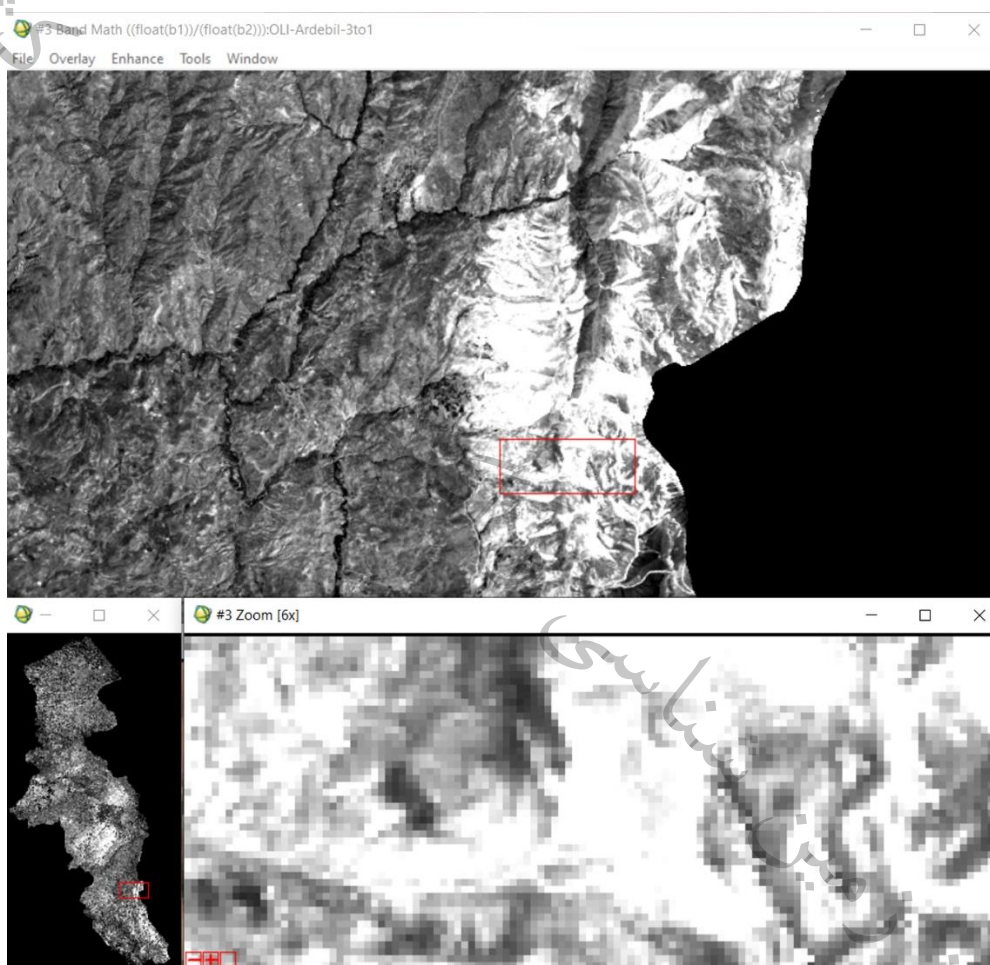 #3 Band Math ((float(b1))/(float(b2))):OLI-Ardebil-3to1
File Overlay Enhance Tools Window
#3 Zoom [6x]